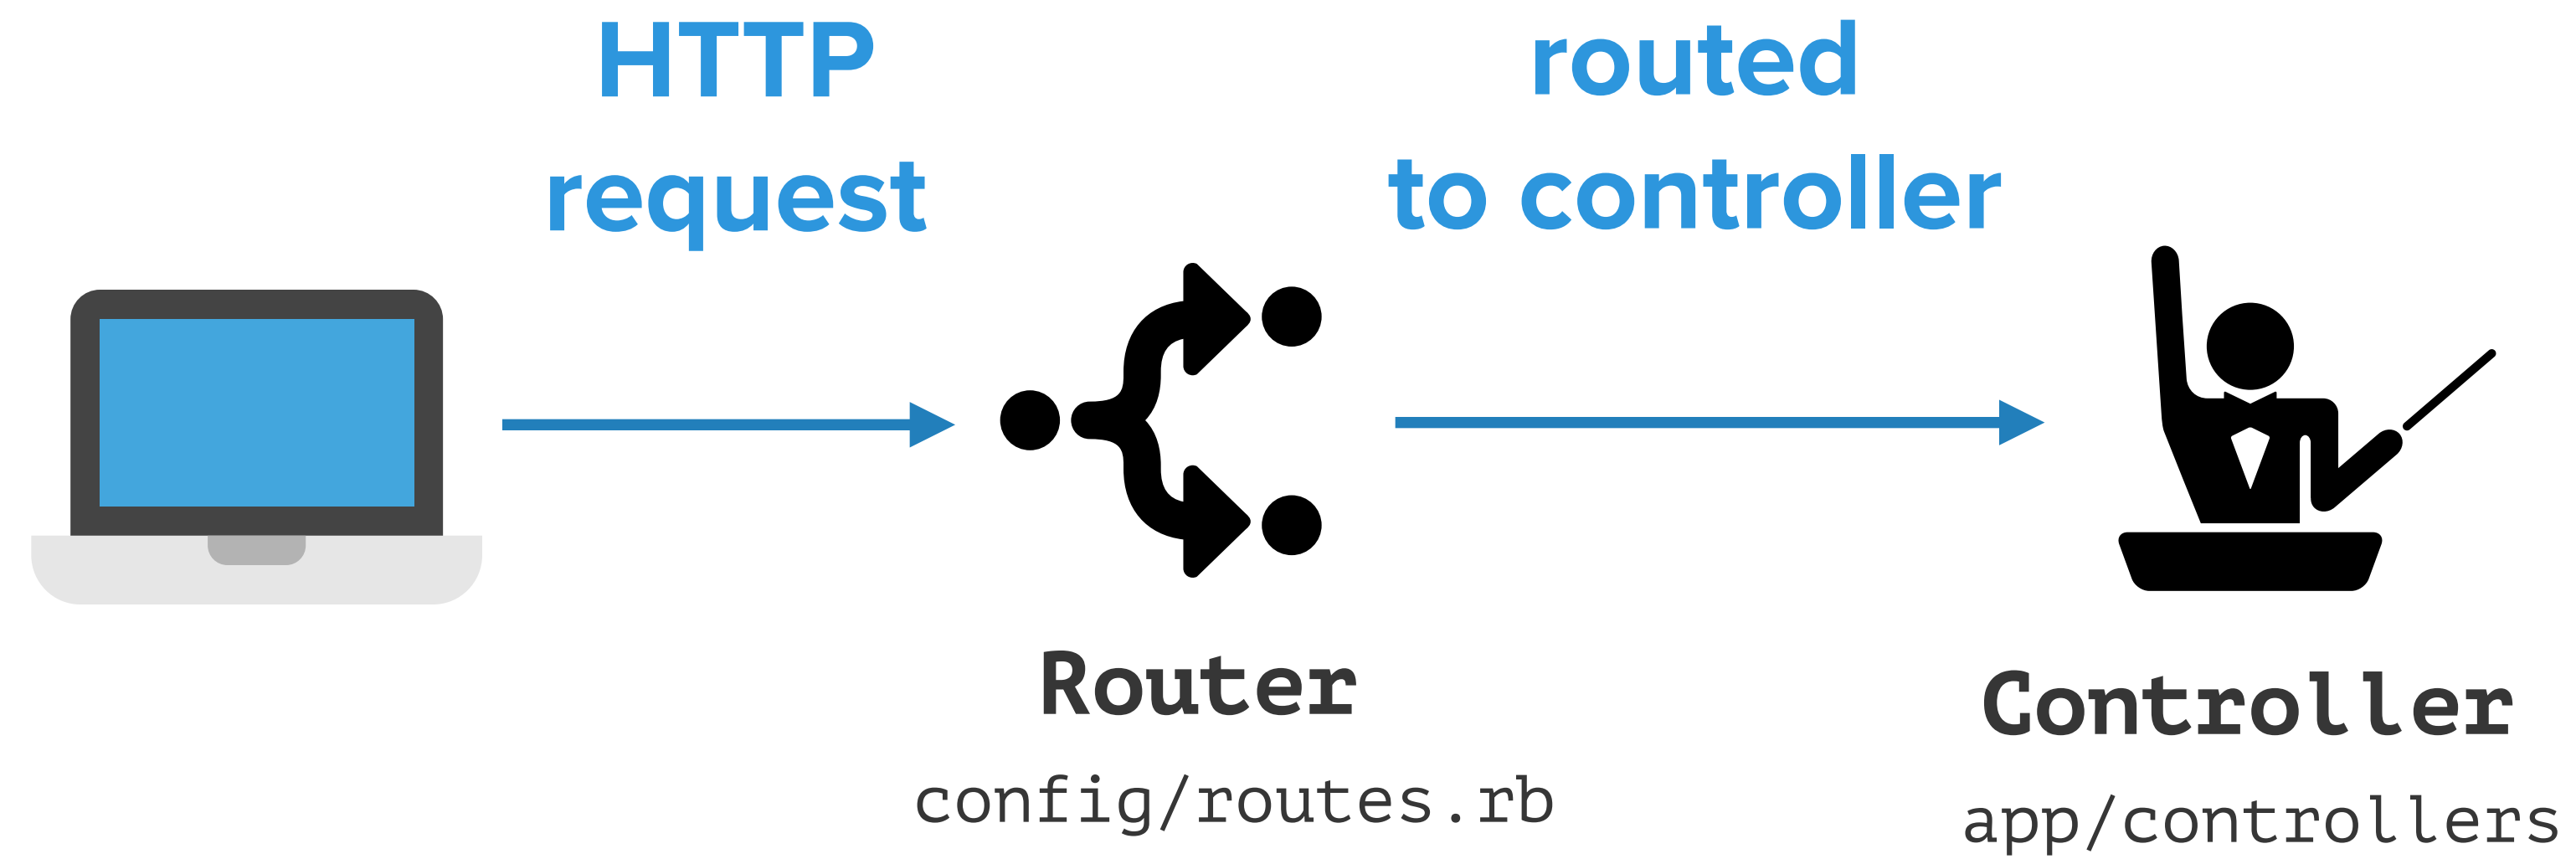 HTTP
request
routed
to controller
Router
config/routes.rb
Controller
app/controllers